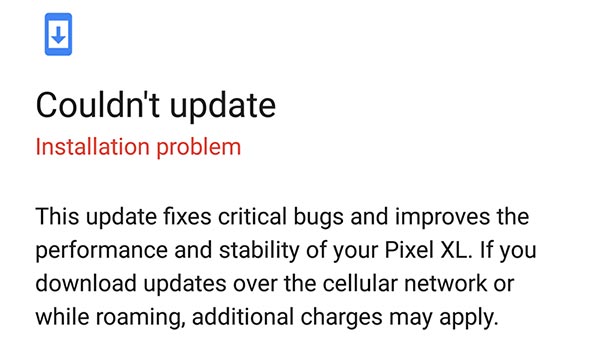 Couldn't update
Installation problem
This update fixes critical bugs and improves the
performance and stability of your Pixel XL. If you
download updates over the cellular network or
while roaming, additional charges may apply.